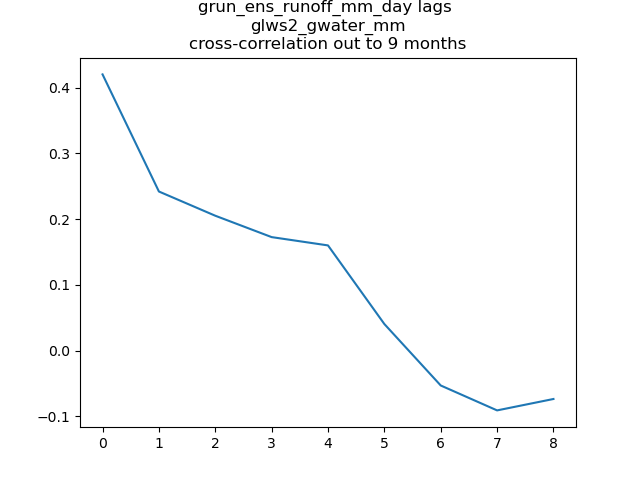 grun_ens_runoff_mm_day lags
glws2_gwater_mm
cross-correlation out to 9 months
0.4
0.3
0.2
0.1
0.0
−0.1
0 1 2 3 4 5 6 7 8